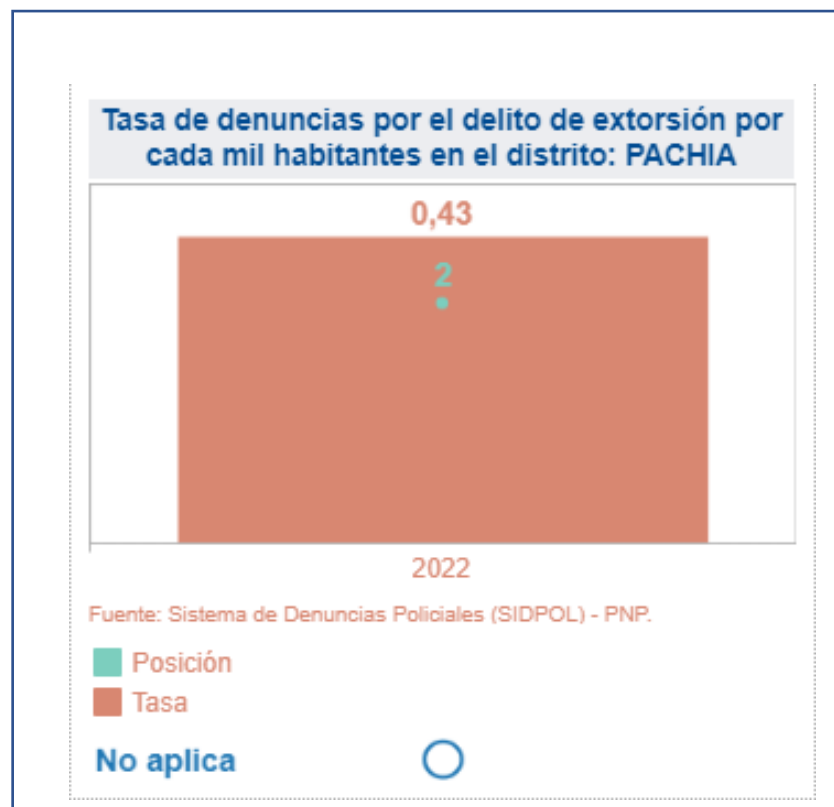 Tasa de denuncias por el delito de extorsión por
cada mil habitantes en el distrito: PACHIA
0,43
2
2022
Fuente: Sistema de Denuncias Policiales (SIDPOL) - PNP.
Posición
Tasa
No aplica